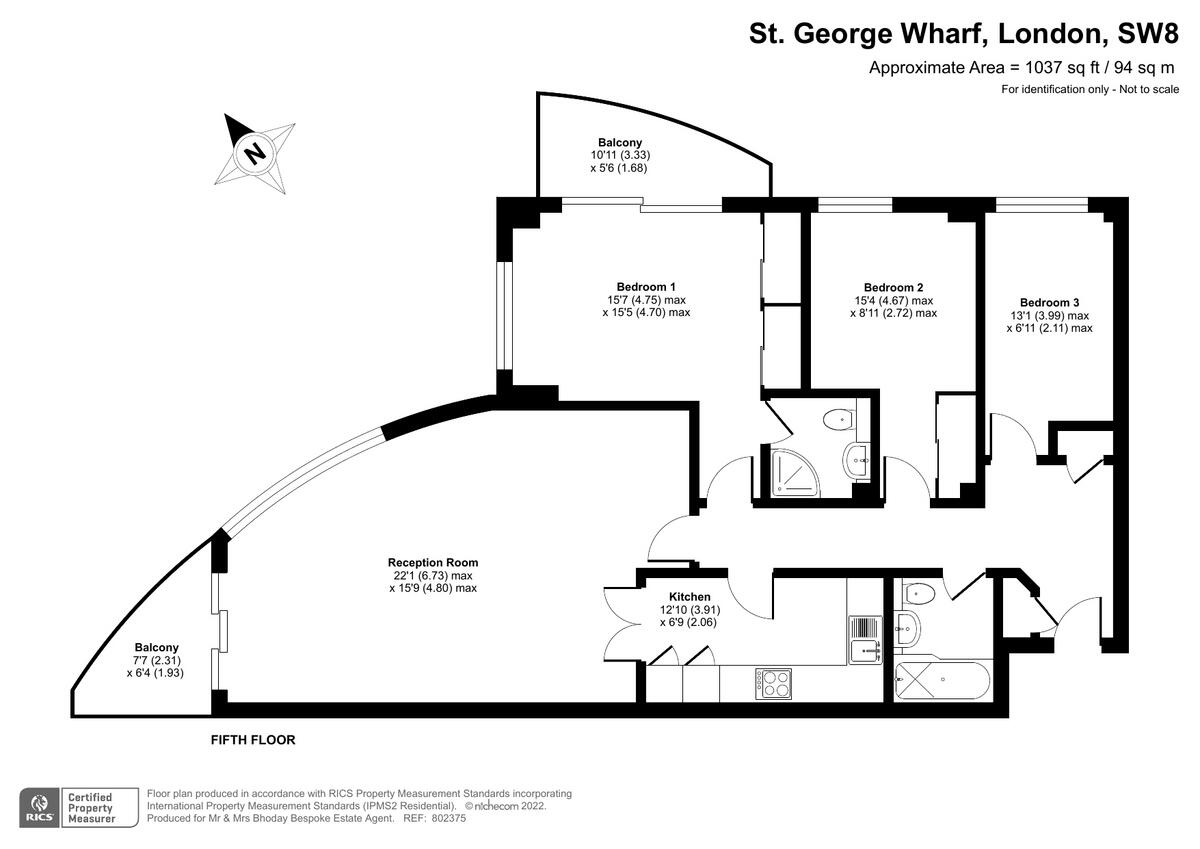 St. George Wharf, London, SW8
Approximate Area = 1037 sq ft / 94 sq m
For identification only - Not to scale
N
Balcony
10'11 (3.33)
x 5'6 (1.68)
Bedroom 1
15'7 (4.75) max
x 15'5 (4.70) max
Bedroom 2
15'4 (4.67) max
x 8'11 (2.72) max
Bedroom 3
13'1 (3.99) max
x 6'11 (2.11) max
Reception Room
22'1 (6.73) max
x 15'9 (4.80) max
Kitchen
12'10 (3.91)
x 6'9 (2.06)
Balcony
7'7 (2.31)
x 6'4 (1.93)
FIFTH FLOOR
RICS
Certified
Property
Measurer
Floor plan produced in accordance with RICS Property Measurement Standards incorporating
International Property Measurement Standards (IPMS2 Residential). © nichecom 2022.
Produced for Mr & Mrs Bhoday Bespoke Estate Agent. REF: 802375